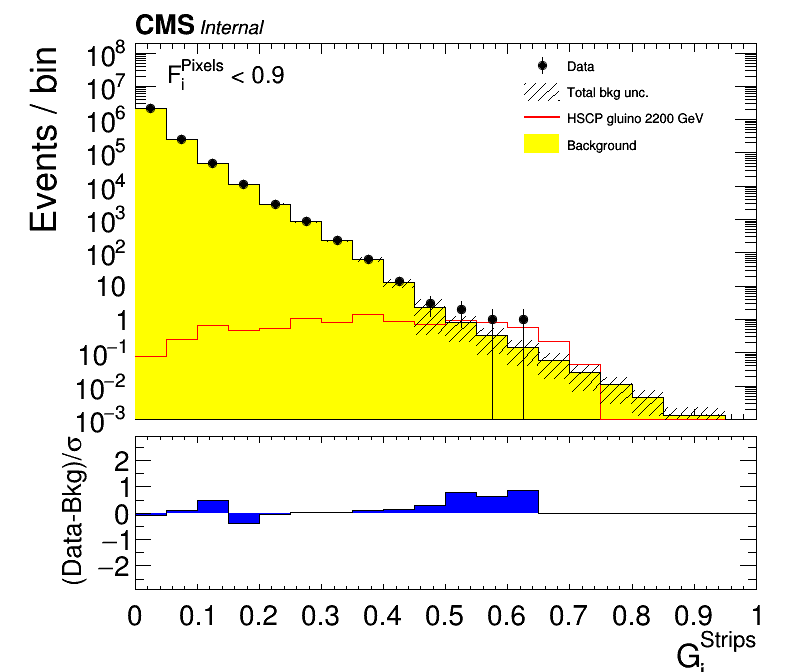 CMS Internal
F_i^Pixels < 0.9
Data
Total bkg unc.
HSCP gluino 2200 GeV
Background
Events / bin
10^8
10^7
10^6
10^5
10^4
10^3
10^2
10
1
10^−1
10^−2
10^−3
(Data-Bkg)/σ
2
1
0
−1
−2
0 0.1 0.2 0.3 0.4 0.5 0.6 0.7 0.8 0.9 1
G_i^Strips